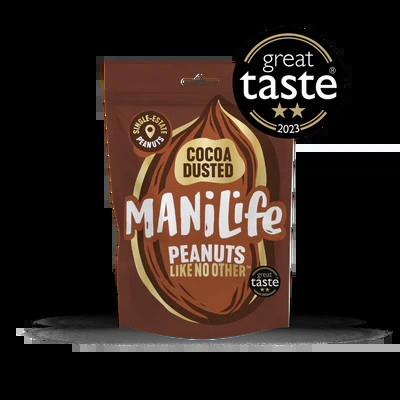 great
taste®
2023
SINGLE-ESTATE
PEANUTS
COCOA
DUSTED
MANiLife
PEANUTS
LIKE NO OTHER™
great
taste